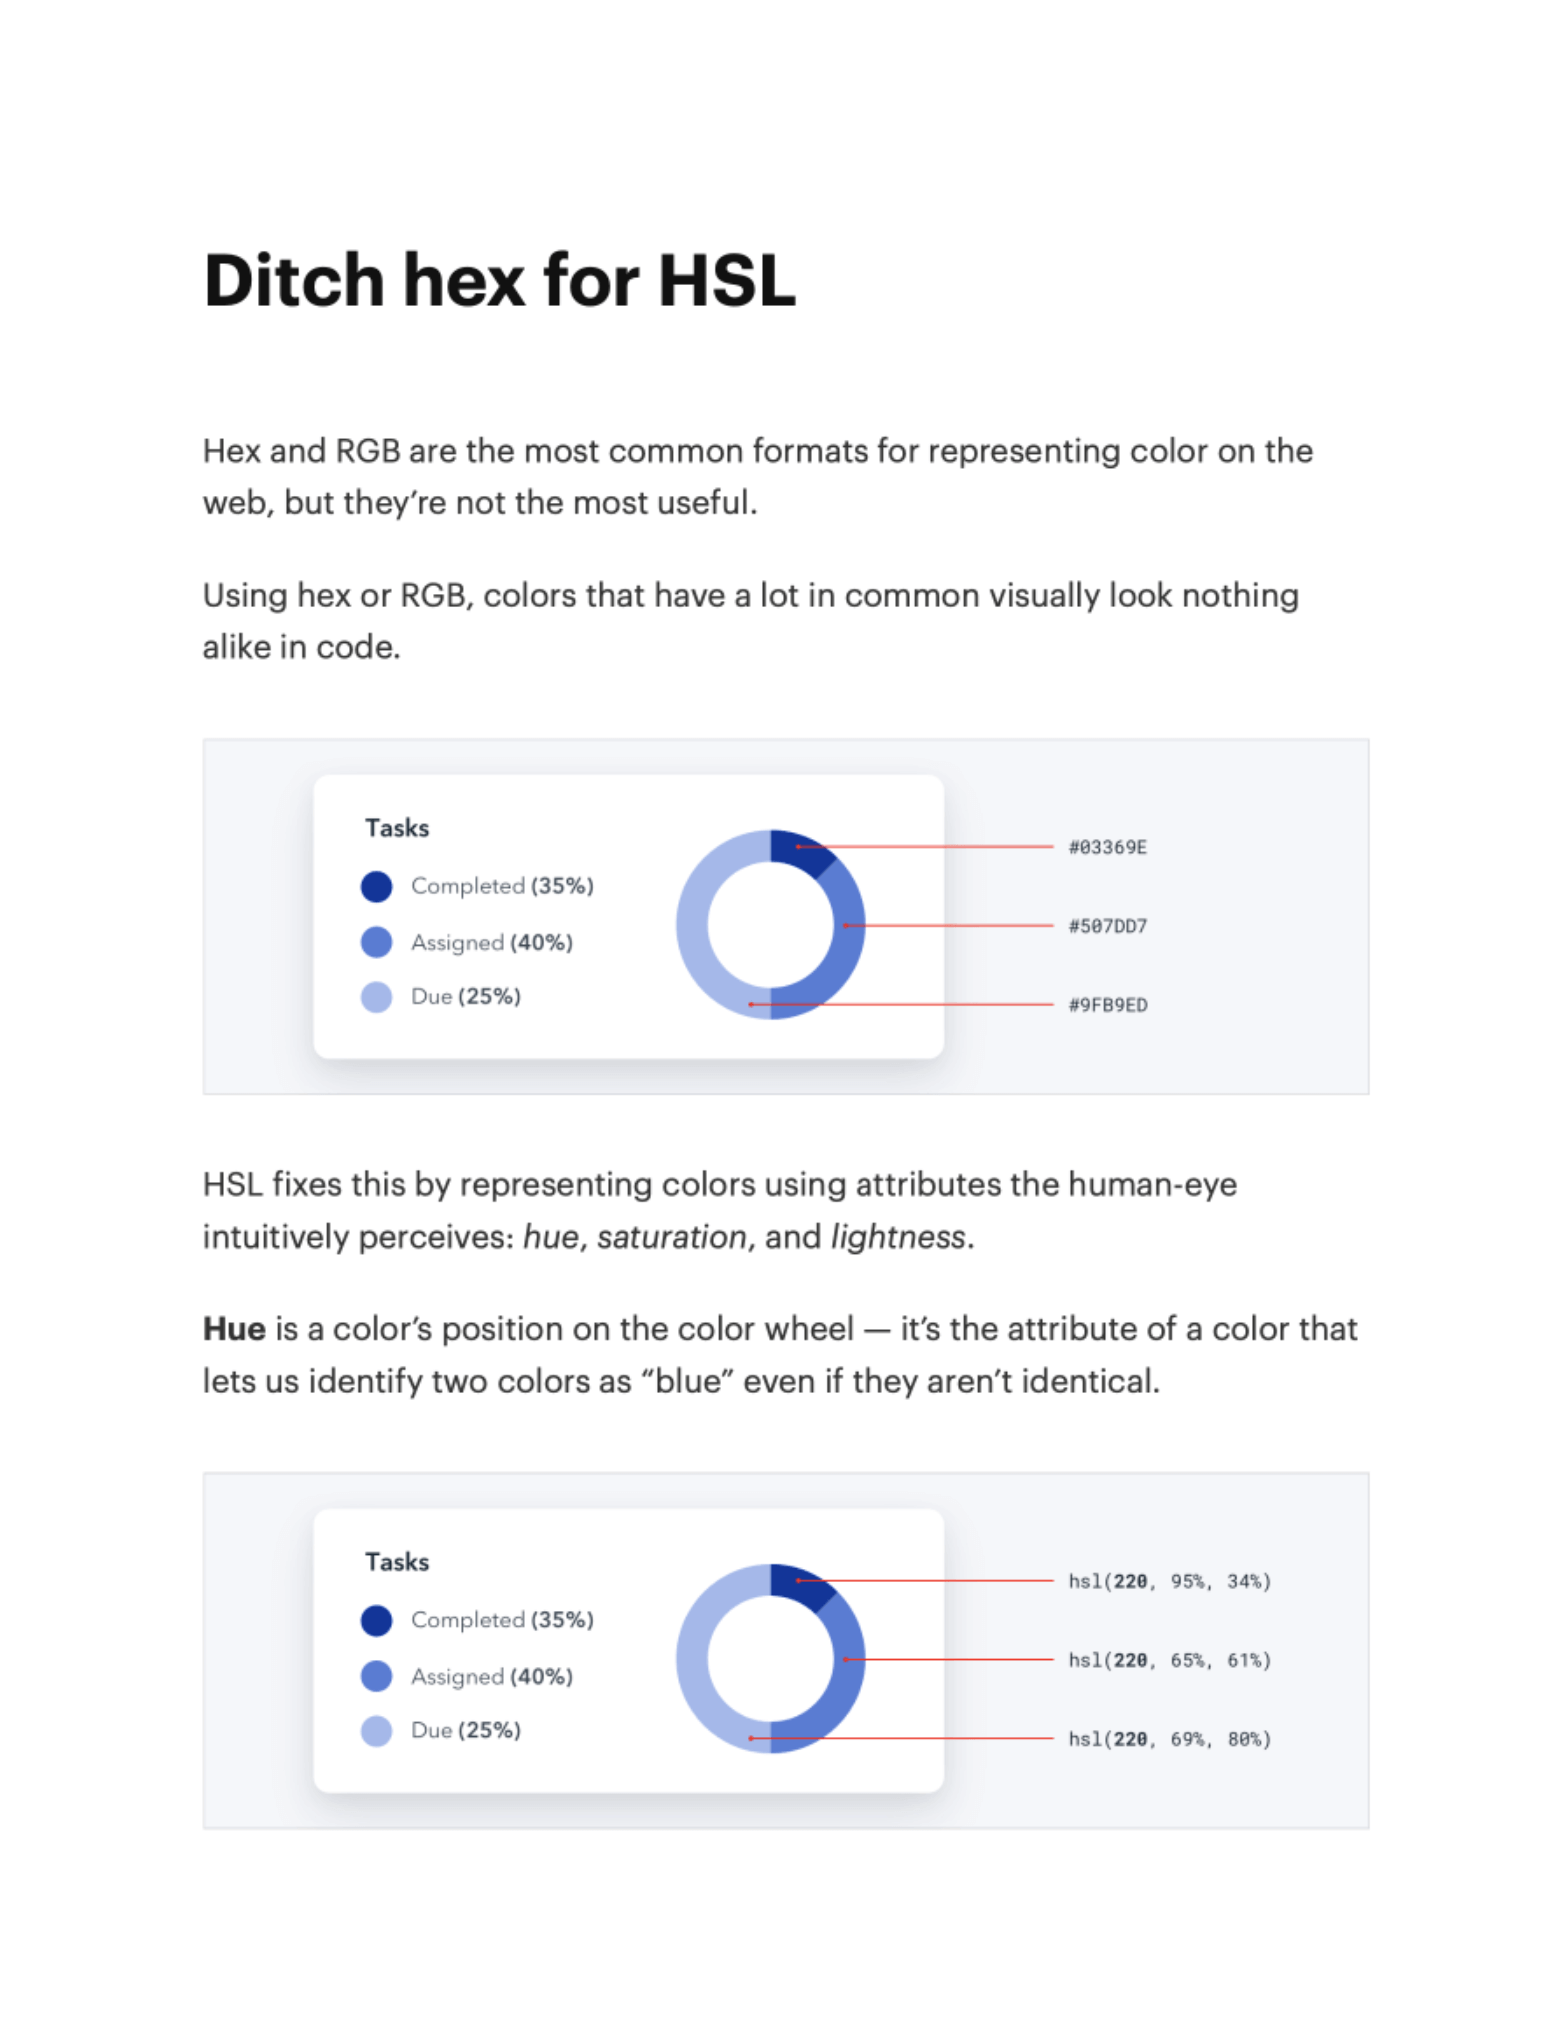 Ditch hex for HSL
Hex and RGB are the most common formats for representing color on the
web, but they’re not the most useful.
Using hex or RGB, colors that have a lot in common visually look nothing
alike in code.
Tasks
Completed (35%)
Assigned (40%)
Due (25%)
#03369E
#507DD7
#9FB9ED
HSL fixes this by representing colors using attributes the human-eye
intuitively perceives: hue, saturation, and lightness.
Hue is a color’s position on the color wheel — it’s the attribute of a color that
lets us identify two colors as “blue” even if they aren’t identical.
Tasks
Completed (35%)
Assigned (40%)
Due (25%)
hsl(220, 95%, 34%)
hsl(220, 65%, 61%)
hsl(220, 69%, 80%)